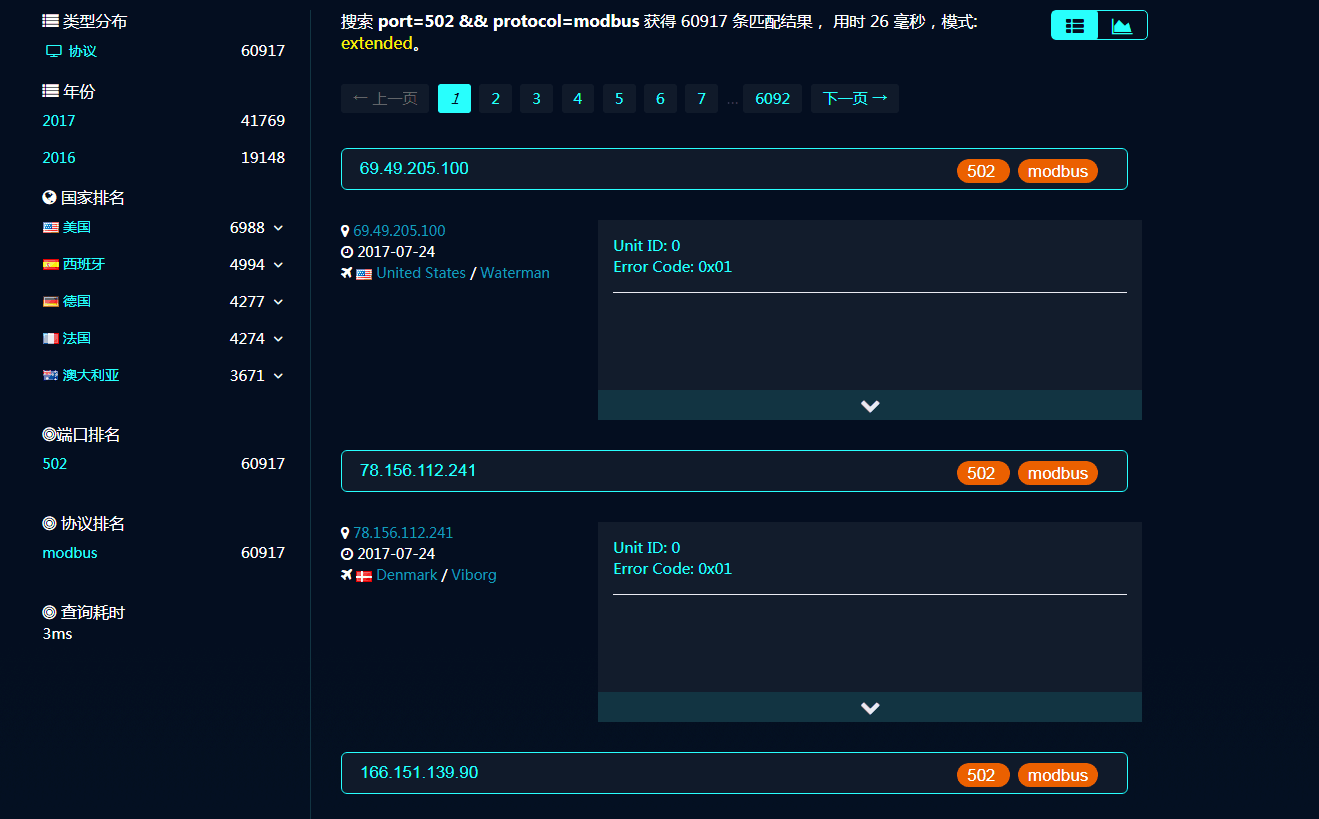 类型分布
协议 60917
年份
2017 41769
2016 19148
国家排名
美国 6988
西班牙 4994
德国 4277
法国 4274
澳大利亚 3671
端口排名
502 60917
协议排名
modbus 60917
查询耗时
3ms
搜索 port=502 && protocol=modbus 获得 60917 条匹配结果， 用时 26 毫秒，模式:
extended。
← 上一页 1 2 3 4 5 6 7 ... 6092 下一页 →
69.49.205.100 502 modbus
69.49.205.100
2017-07-24
United States / Waterman
Unit ID: 0
Error Code: 0x01
78.156.112.241 502 modbus
78.156.112.241
2017-07-24
Denmark / Viborg
Unit ID: 0
Error Code: 0x01
166.151.139.90 502 modbus